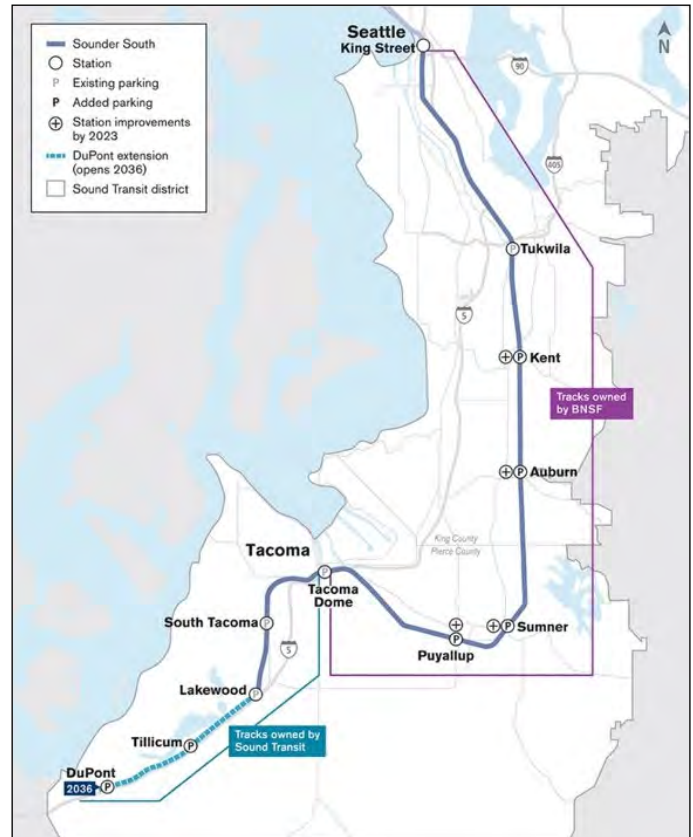 Sounder South
Station
P Existing parking
P Added parking
Station improvements
by 2023
DuPont extension
(opens 2036)
Sound Transit district
Seattle
King Street
N
90
405
P Tukwila
5
P Kent
Tracks owned
by BNSF
P Auburn
King County
Pierce County
Tacoma
P
Tacoma
Dome
South Tacoma P
P Sumner
P
Puyallup
5
Lakewood P
Tracks owned by
Sound Transit
Tillicum P
DuPont
2036 P